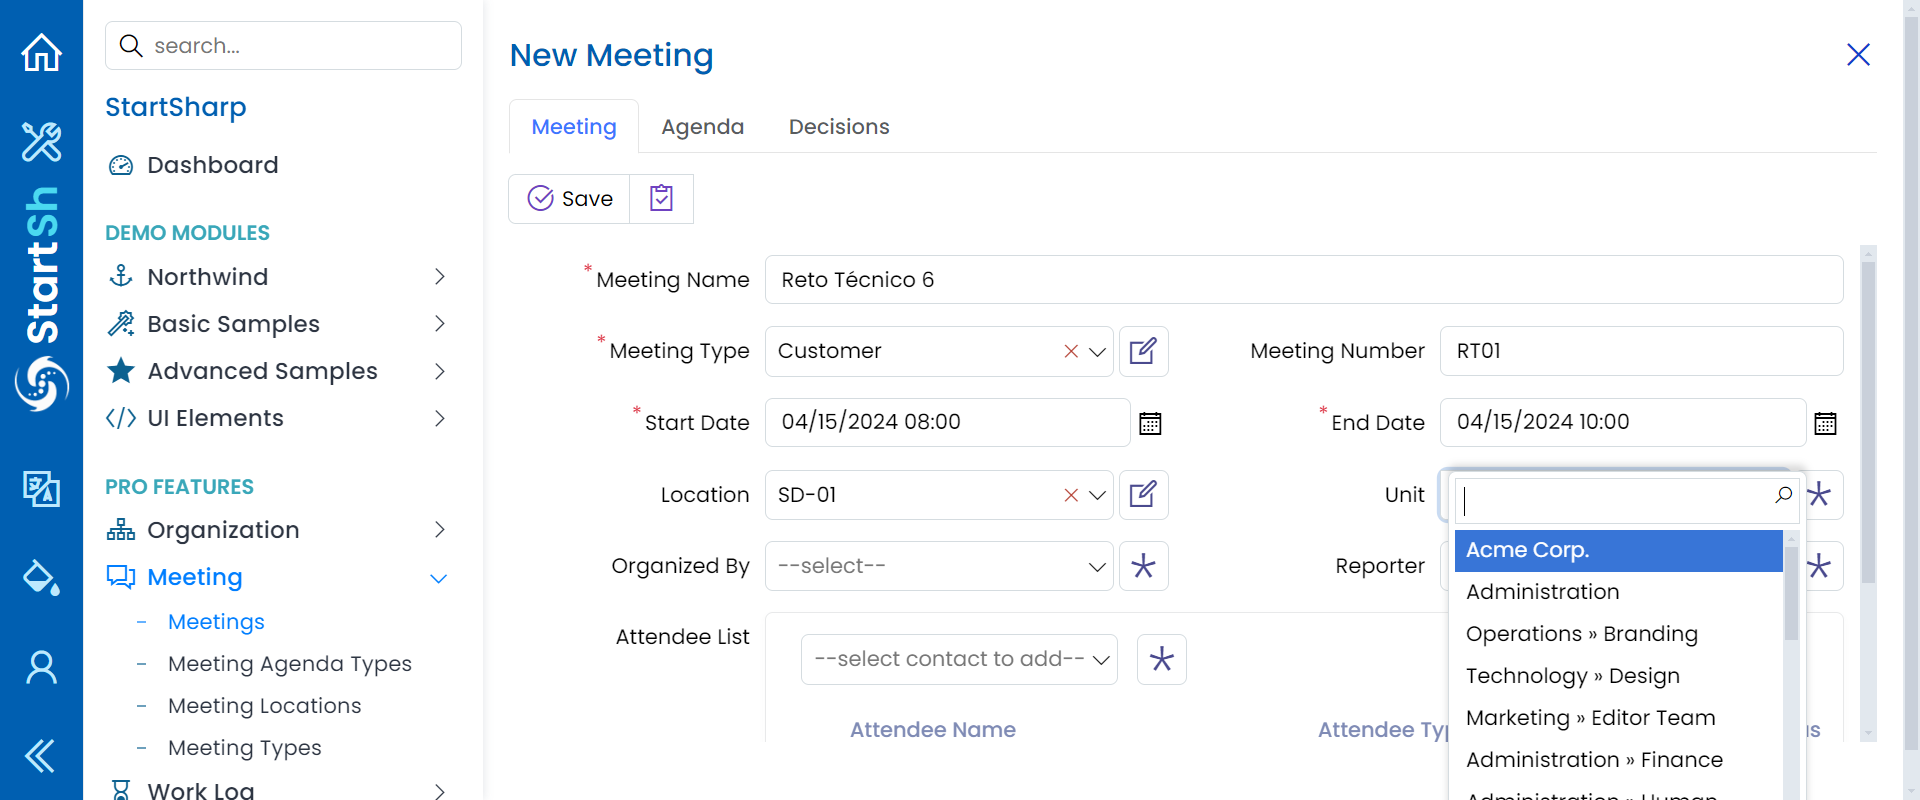 search...
StartSharp
Dashboard
DEMO MODULES
Northwind
Basic Samples
Advanced Samples
UI Elements
PRO FEATURES
Organization
Meeting
Meetings
Meeting Agenda Types
Meeting Locations
Meeting Types
Work Log
StartSh
New Meeting
Meeting Agenda Decisions
Save
*Meeting Name Reto Técnico 6
*Meeting Type Customer Meeting Number RT01
*Start Date 04/15/2024 08:00 *End Date 04/15/2024 10:00
Location SD-01 Unit
Organized By --select-- Reporter
Attendee List --select contact to add--
Attendee Name Attendee Typ
Acme Corp.
Administration
Operations » Branding
Technology » Design
Marketing » Editor Team
Administration » Finance
Administration » Human